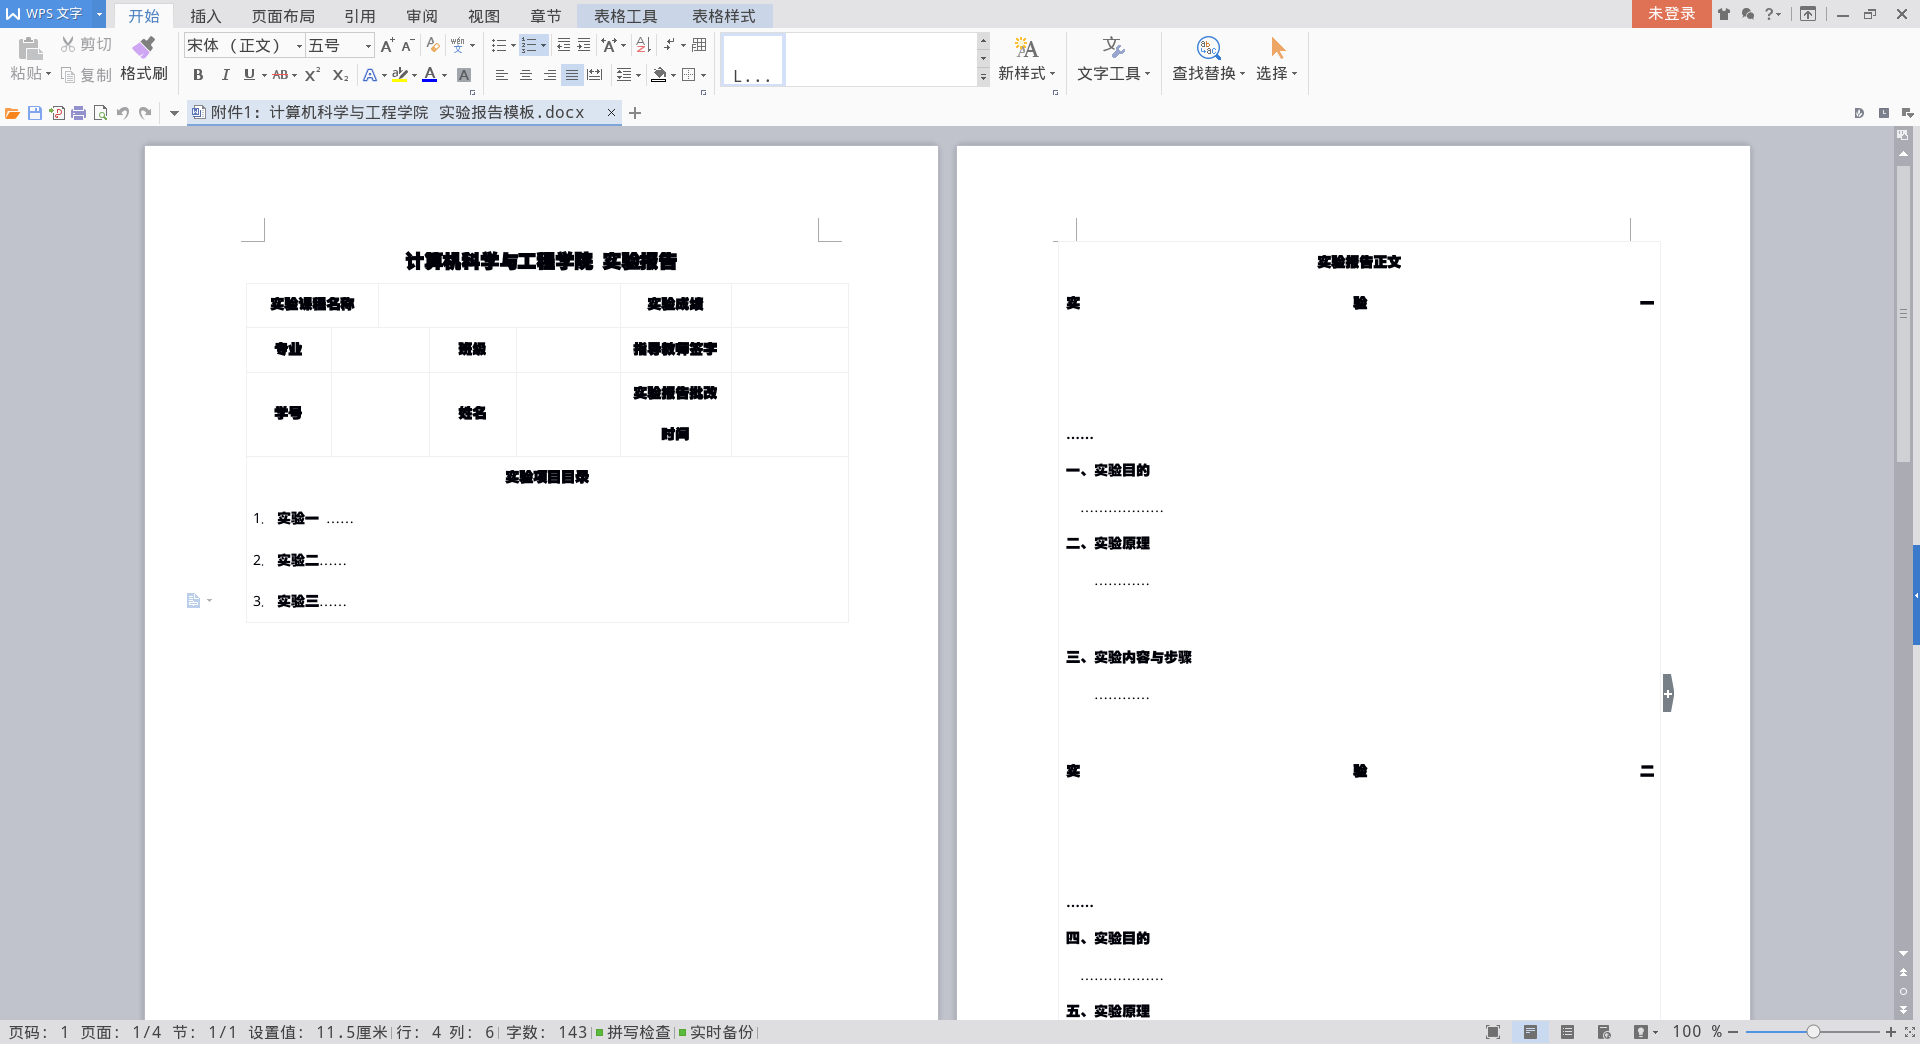 WPS 文字
开始 插入 页面布局 引用 审阅 视图 章节 表格工具 表格样式 未登录
粘贴 剪切 复制 格式刷 宋体 (正文) 五号 L... 新样式 文字工具 查找替换 选择
附件1: 计算机科学与工程学院 实验报告模板.docx
计算机科学与工程学院 实验报告
实验课程名称 实验成绩
专业 班级 指导教师签字
学号 姓名 实验报告批改
时间
实验项目目录
1. 实验一 ……
2. 实验二……
3. 实验三……
实验报告正文
实 验 一
……
一、实验目的
………………
二、实验原理
…………
三、实验内容与步骤
…………
实 验 二
……
四、实验目的
………………
五、实验原理
页码: 1 页面: 1/4 节: 1/1 设置值: 11.5厘米 行: 4 列: 6 字数: 143 拼写检查 实时备份 100 %